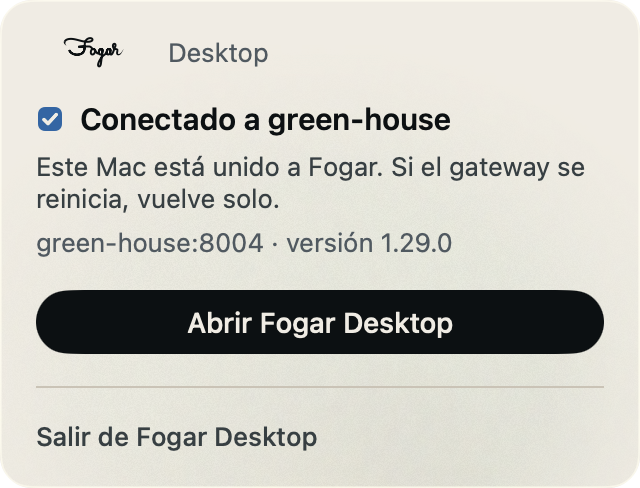 Fogar Desktop
Conectado a green-house
Este Mac está unido a Fogar. Si el gateway se
reinicia, vuelve solo.
green-house:8004 · versión 1.29.0
Abrir Fogar Desktop
Salir de Fogar Desktop